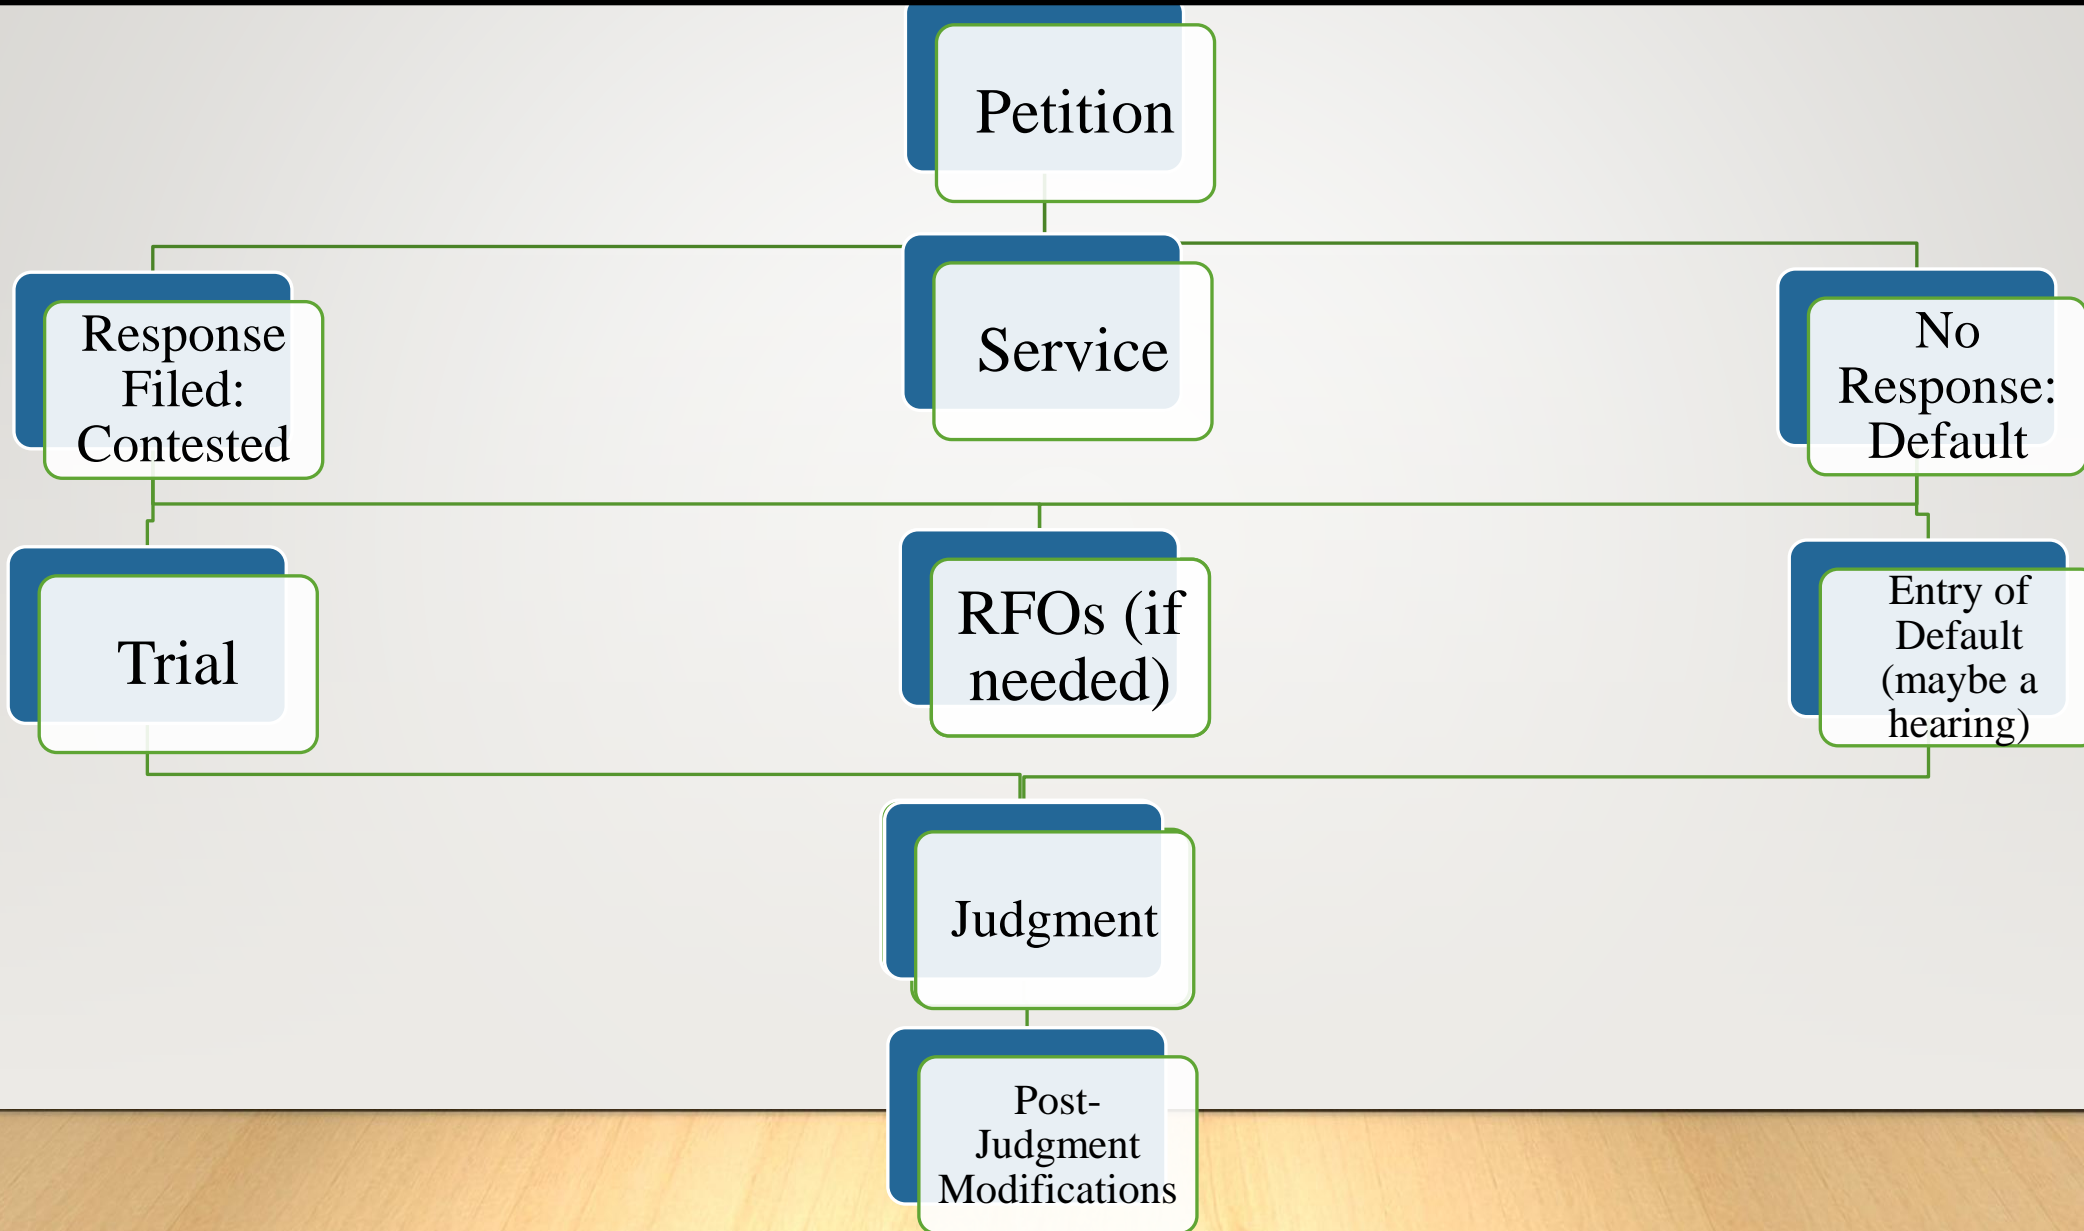 Petition
Service
Response
Filed:
Contested
No
Response:
Default
Trial
RFOs (if
needed)
Entry of
Default
(maybe a
hearing)
Judgment
Post-
Judgment
Modifications